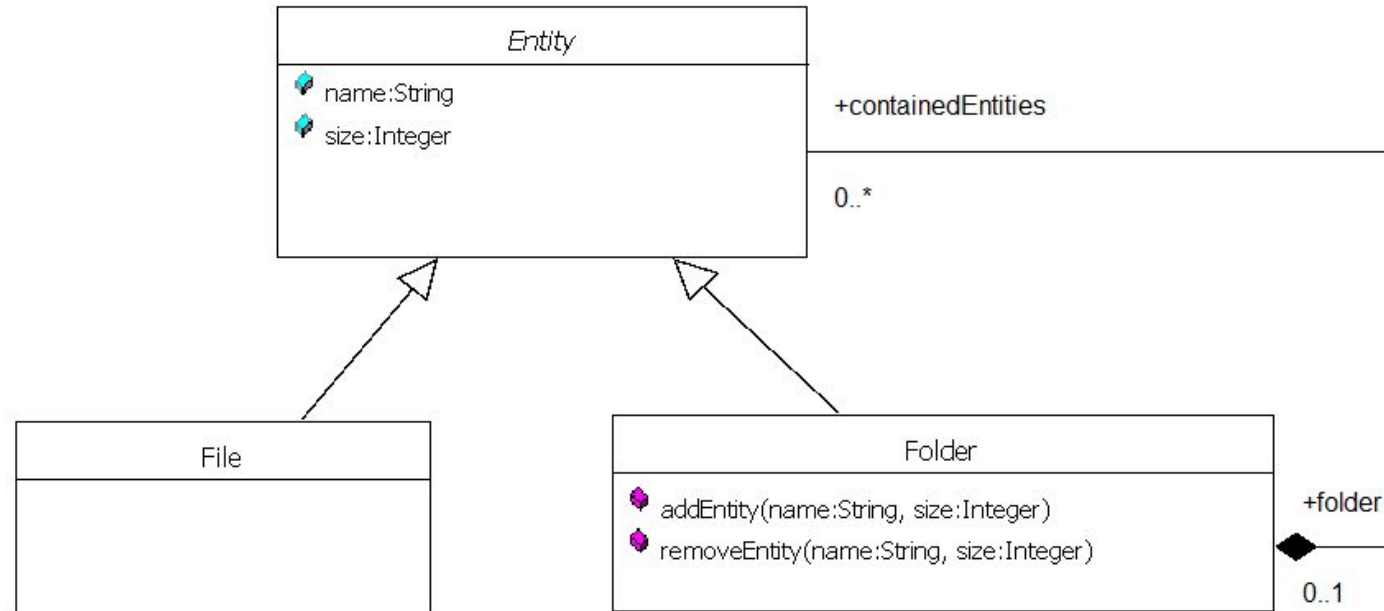 Entity
name:String
size:Integer
+containedEntities
0..*
File
Folder
addEntity(name:String, size:Integer)
removeEntity(name:String, size:Integer)
+folder
0..1